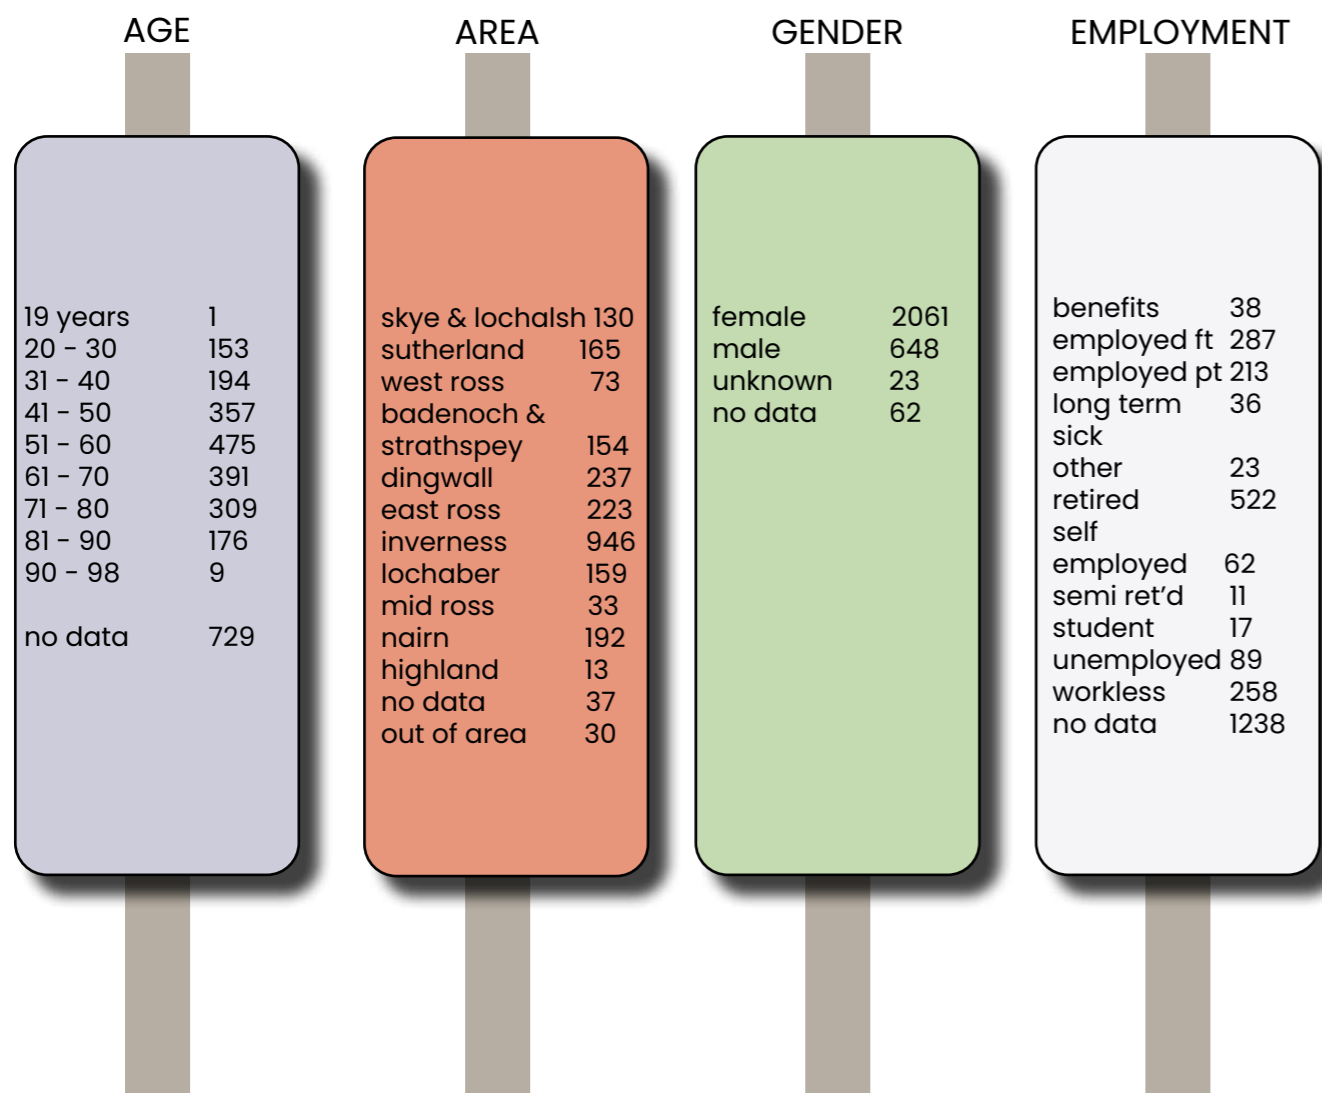 AGE
19 years 1
20 - 30 153
31 - 40 194
41 - 50 357
51 - 60 475
61 - 70 391
71 - 80 309
81 - 90 176
90 - 98 9
no data 729
AREA
skye & lochalsh 130
sutherland 165
west ross 73
badenoch &
strathspey 154
dingwall 237
east ross 223
inverness 946
lochaber 159
mid ross 33
nairn 192
highland 13
no data 37
out of area 30
GENDER
female 2061
male 648
unknown 23
no data 62
EMPLOYMENT
benefits 38
employed ft 287
employed pt 213
long term 36
sick
other 23
retired 522
self
employed 62
semi ret’d 11
student 17
unemployed 89
workless 258
no data 1238